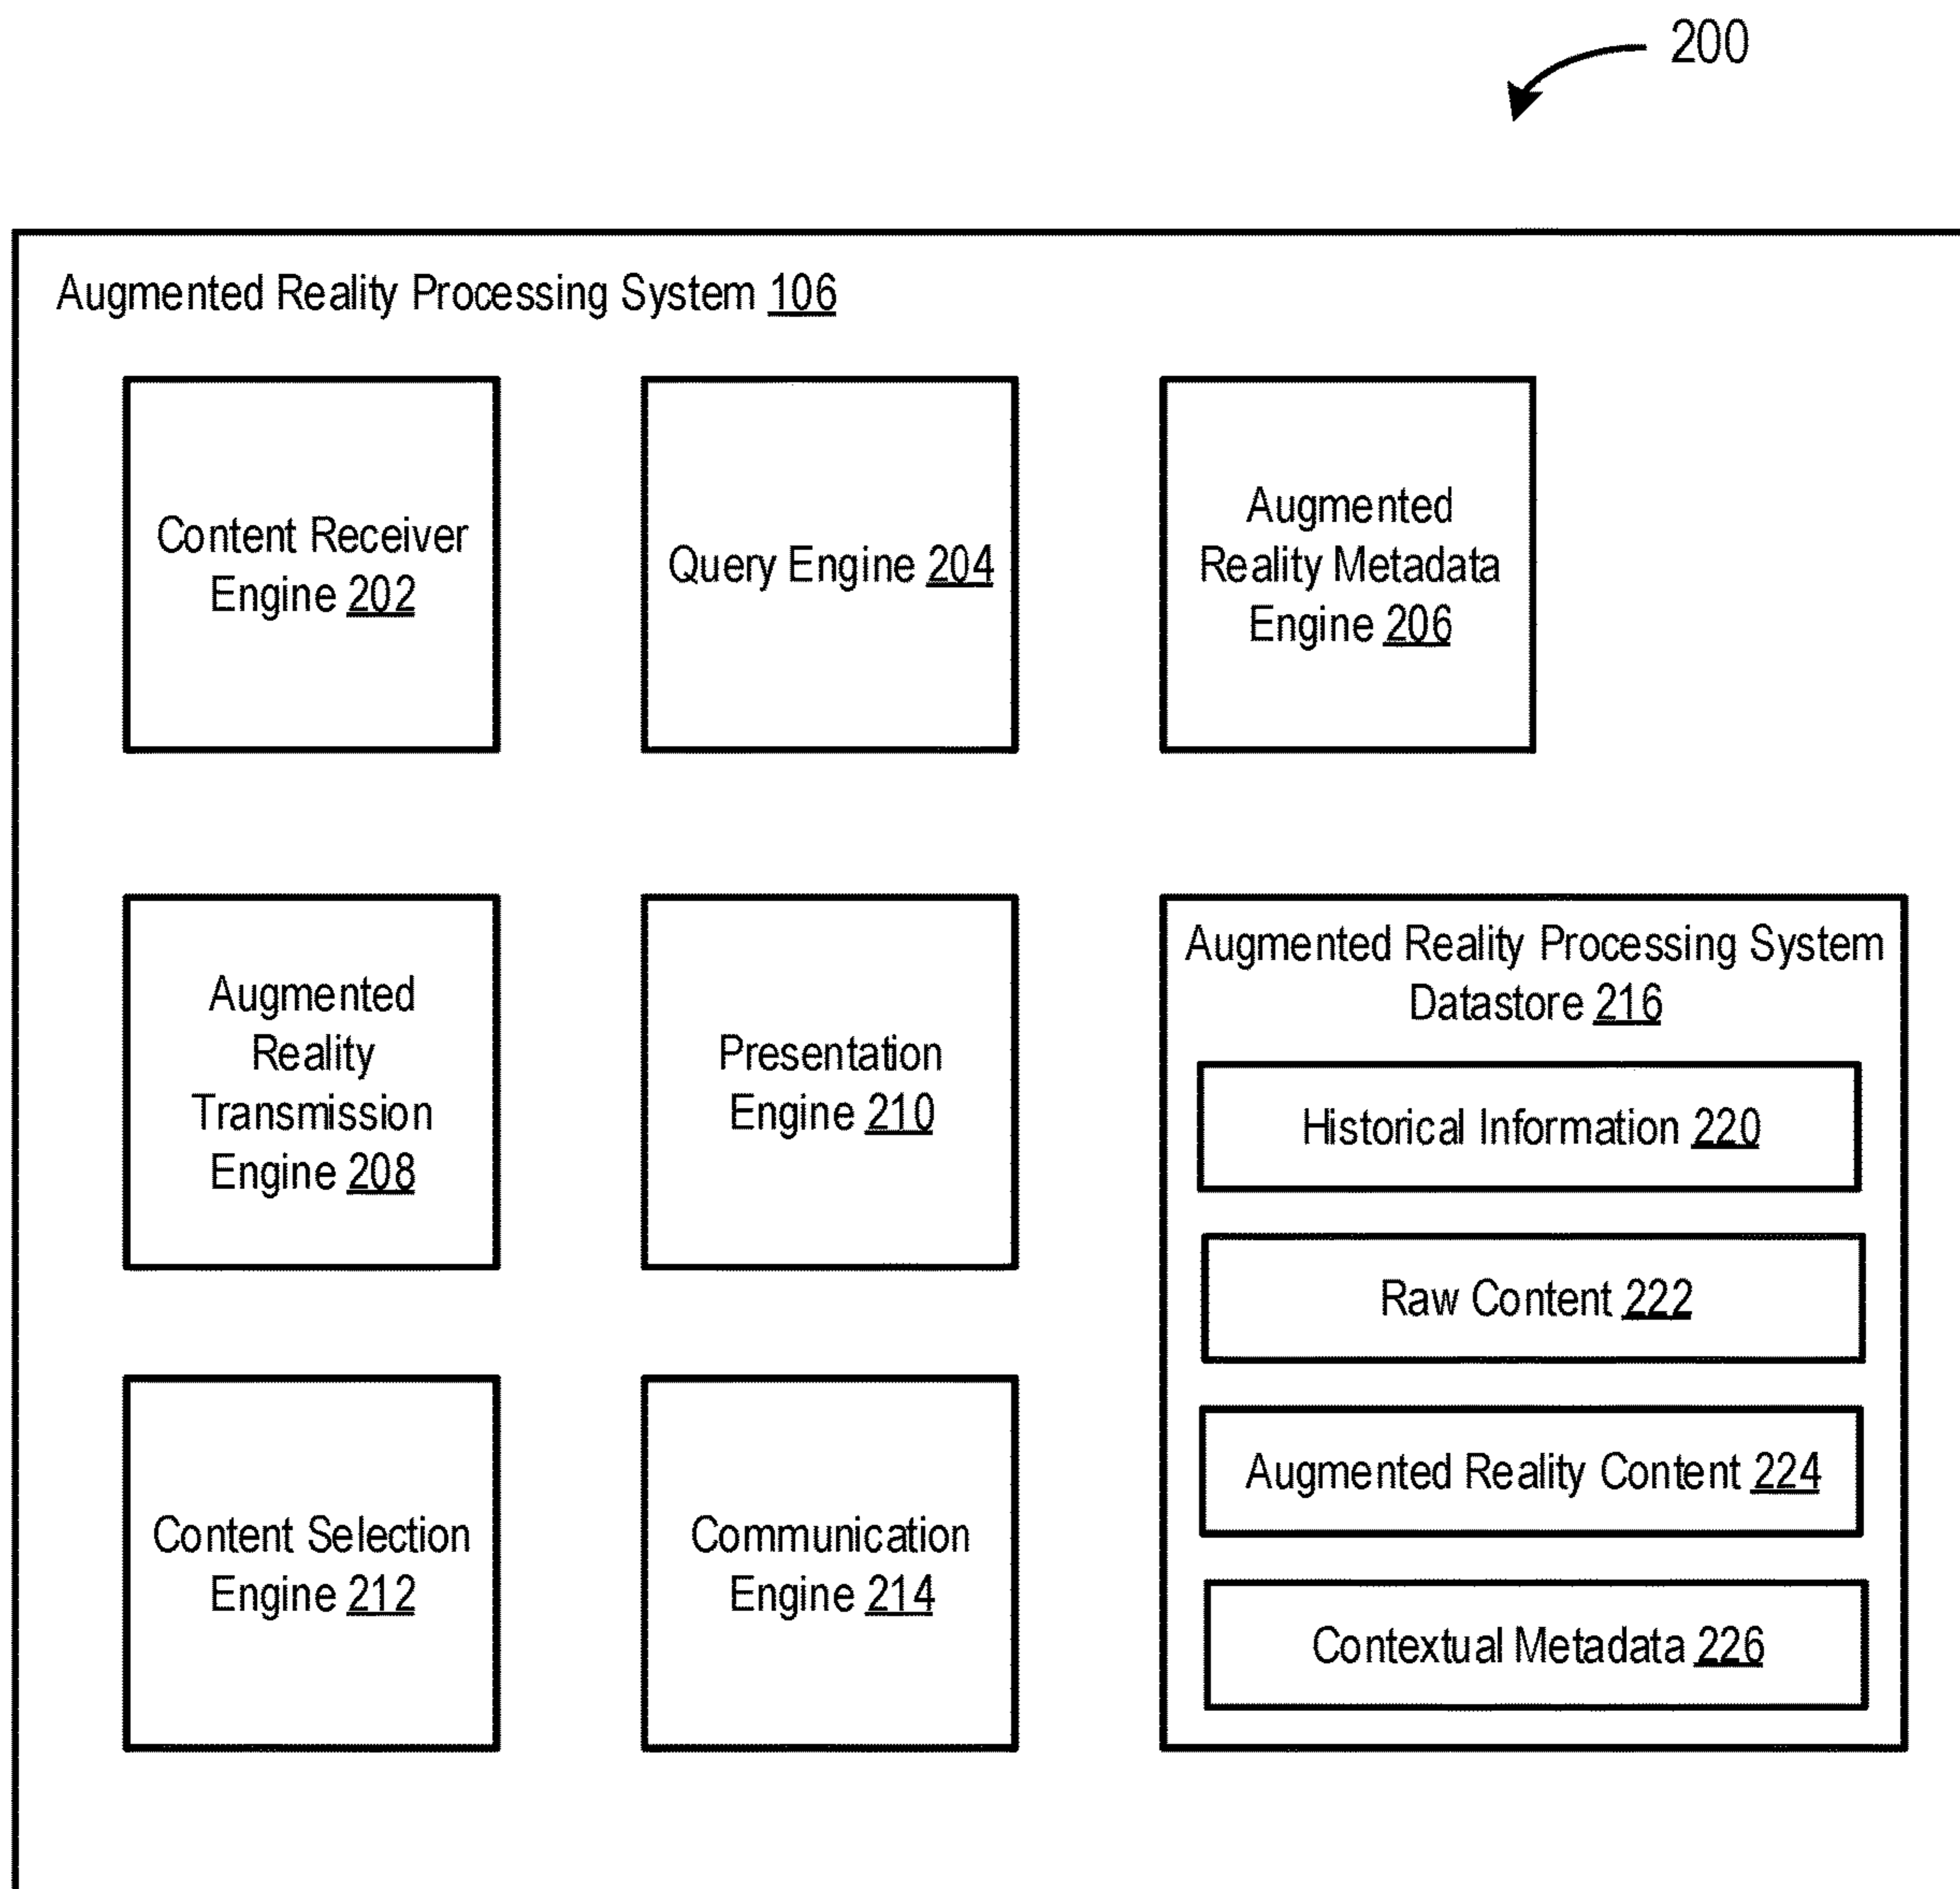 200
Augmented Reality Processing System 106
Content Receiver
Engine 202
Query Engine 204
Augmented
Reality Metadata
Engine 206
Augmented
Reality
Transmission
Engine 208
Presentation
Engine 210
Augmented Reality Processing System
Datastore 216
Historical Information 220
Raw Content 222
Augmented Reality Content 224
Contextual Metadata 226
Content Selection
Engine 212
Communication
Engine 214